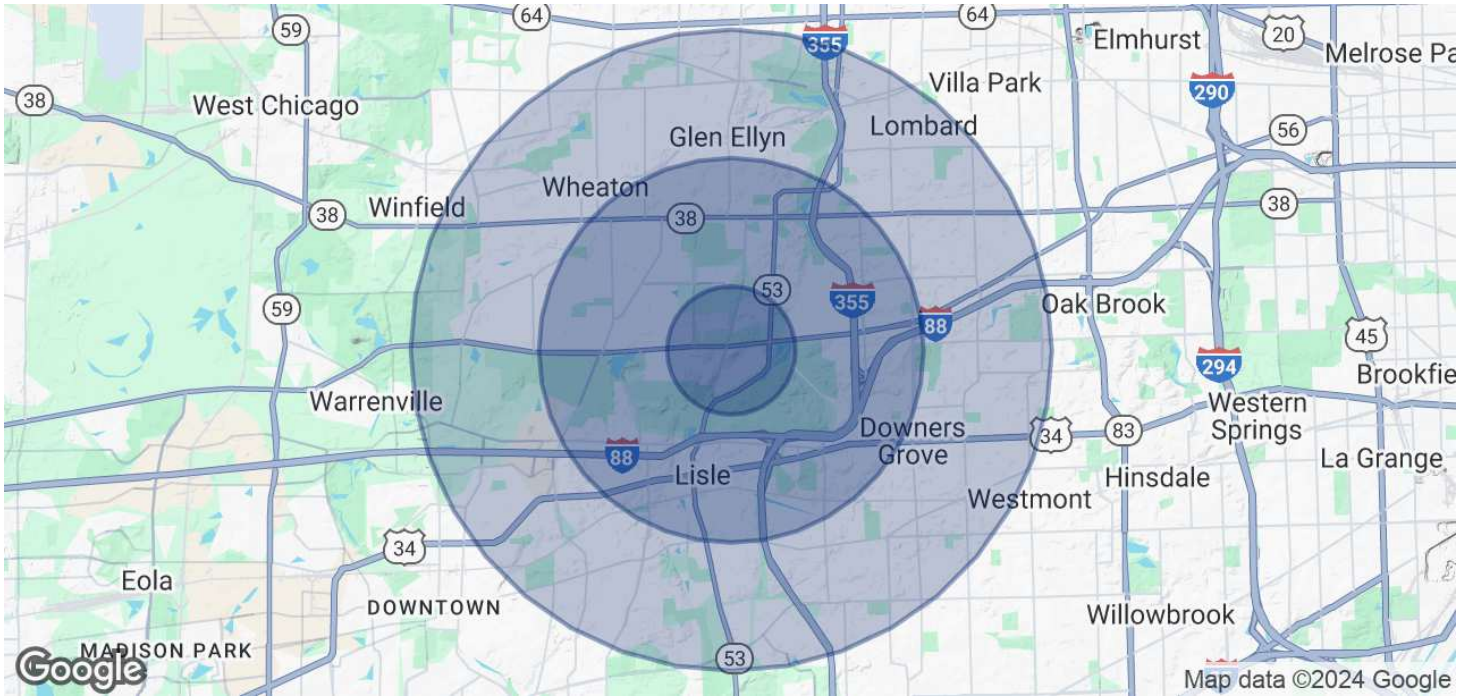 64
64
59
355
Elmhurst
20
Melrose Pa
Villa Park
290
38
West Chicago
Lombard
56
Glen Ellyn
Wheaton
38
Winfield
38
38
53
355
59
Oak Brook
88
45
294
Brookfie
Warrenville
Western
Springs
Downers
Grove
34
83
88
La Grange
Lisle
Hinsdale
Westmont
34
Eola
DOWNTOWN
Willowbrook
MADISON PARK
53
Google
Map data ©2024 Google